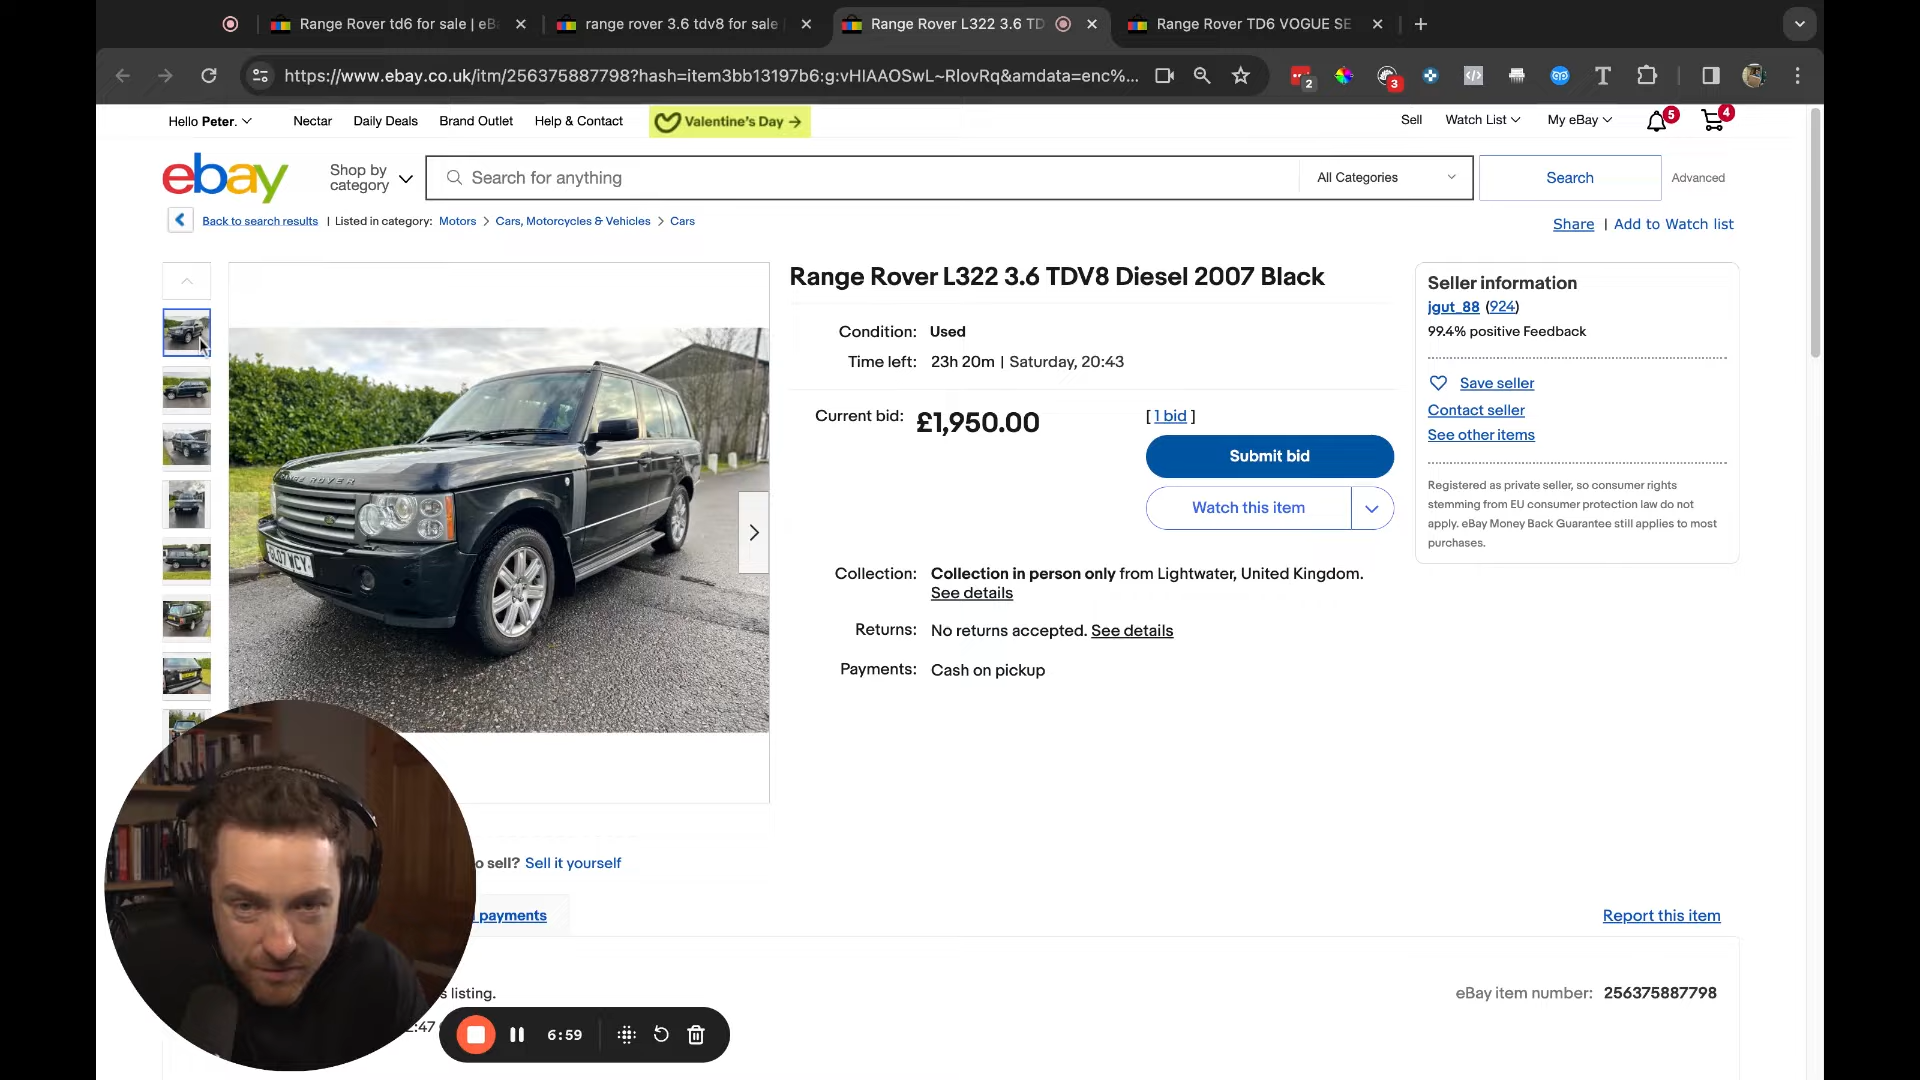 Range Rover td6 for sale | eB
range rover 3.6 tdv8 for sale
Range Rover L322 3.6 TD
Range Rover TD6 VOGUE SE
https://www.ebay.co.uk/itm/256375887798?hash=item3bb13197b6:g:vHIAAOSwL~RlovRq&amdata=enc%...
2
3
Hello Peter.
Nectar
Daily Deals
Brand Outlet
Help & Contact
Valentine's Day →
Sell
Watch List
My eBay
5
4
ebay
Shop by category
Search for anything
All Categories
Search
Advanced
Back to search results | Listed in category: Motors > Cars, Motorcycles & Vehicles > Cars
Share | Add to Watch list
Range Rover L322 3.6 TDV8 Diesel 2007 Black
Condition: Used
Time left: 23h 20m | Saturday, 20:43
Current bid: £1,950.00
[ 1 bid ]
Submit bid
Watch this item
Collection: Collection in person only from Lightwater, United Kingdom.
See details
Returns: No returns accepted. See details
Payments: Cash on pickup
Seller information
jgut_88 (924)
99.4% positive Feedback
Save seller
Contact seller
See other items
Registered as private seller, so consumer rights
stemming from EU consumer protection law do not
apply. eBay Money Back Guarantee still applies to most
purchases.
RANGE ROVER
o sell? Sell it yourself
payments
Report this item
s listing.
eBay item number: 256375887798
2:47
6:59